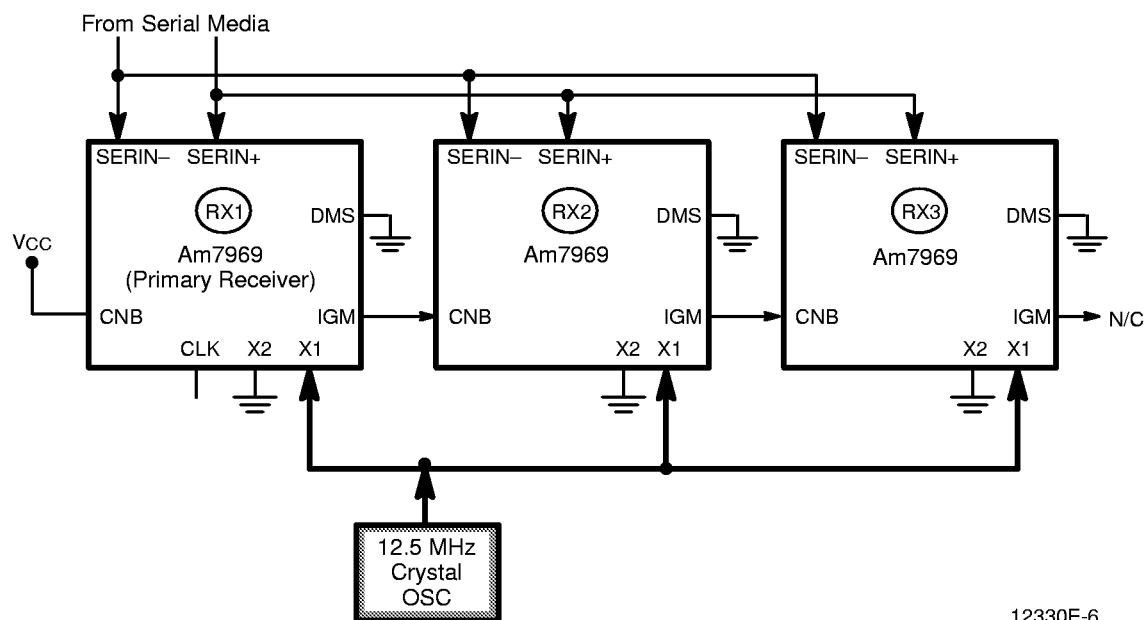 From Serial Media
SERIN– SERIN+
SERIN– SERIN+
SERIN– SERIN+
RX1
RX2
RX3
DMS
DMS
DMS
VCC
Am7969
(Primary Receiver)
Am7969
Am7969
CNB
IGM
CNB
IGM
CNB
IGM
N/C
CLK X2 X1
X2 X1
X2 X1
12.5 MHz
Crystal
OSC
12330E-6